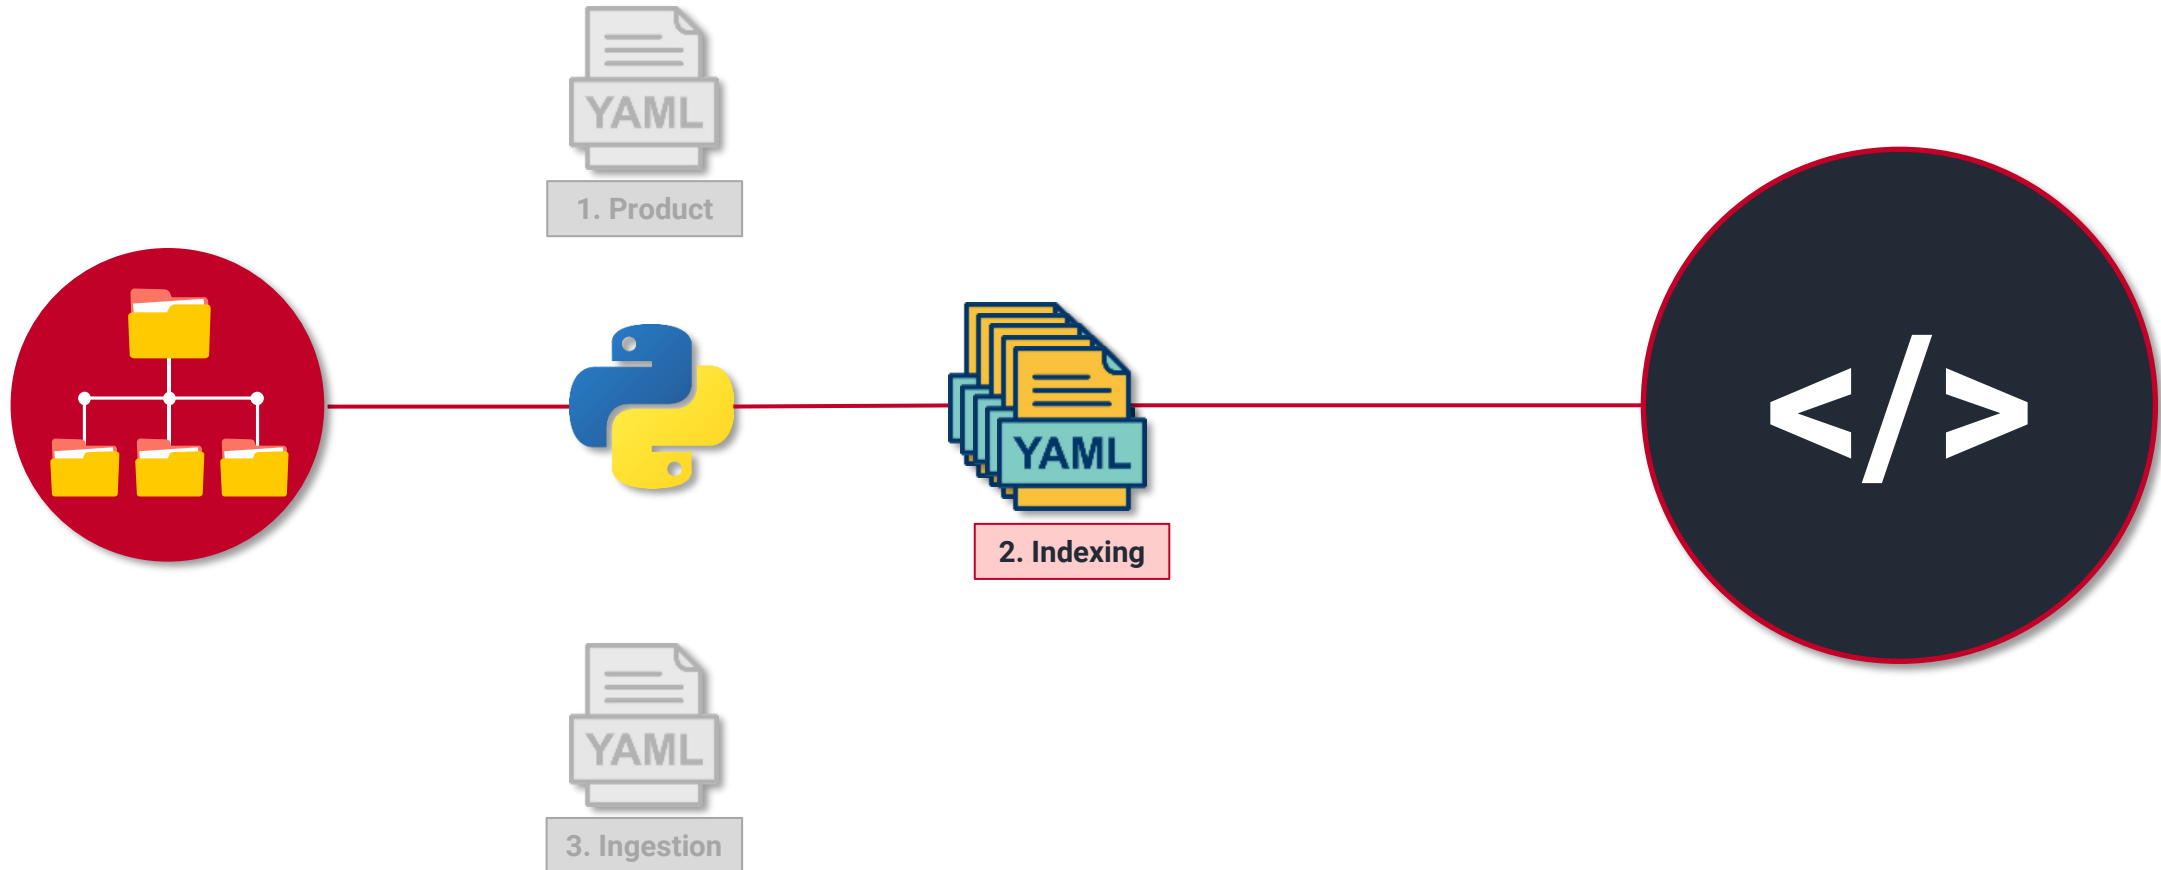 YAML
1. Product
YAML
2. Indexing
</>
YAML
3. Ingestion